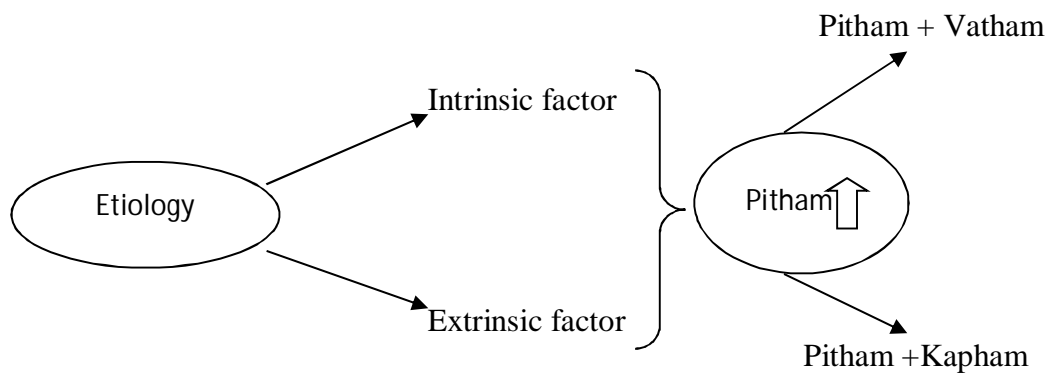 Pitham + Vatham
Intrinsic factor
Etiology
Pitham
Extrinsic factor
Pitham +Kapham